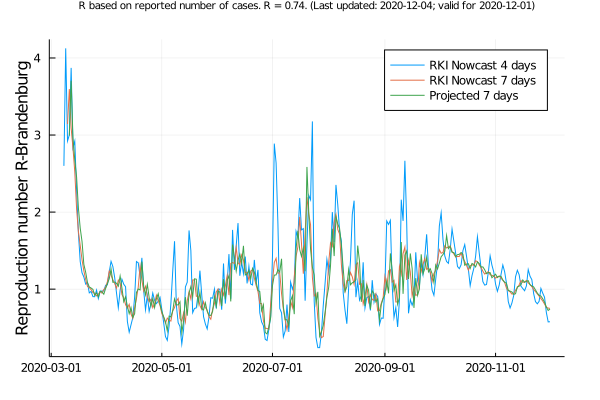 R based on reported number of cases. R = 0.74. (Last updated: 2020-12-04; valid for 2020-12-01)
Reproduction number R-Brandenburg
4
3
2
1
RKI Nowcast 4 days
RKI Nowcast 7 days
Projected 7 days
2020-03-01
2020-05-01
2020-07-01
2020-09-01
2020-11-01